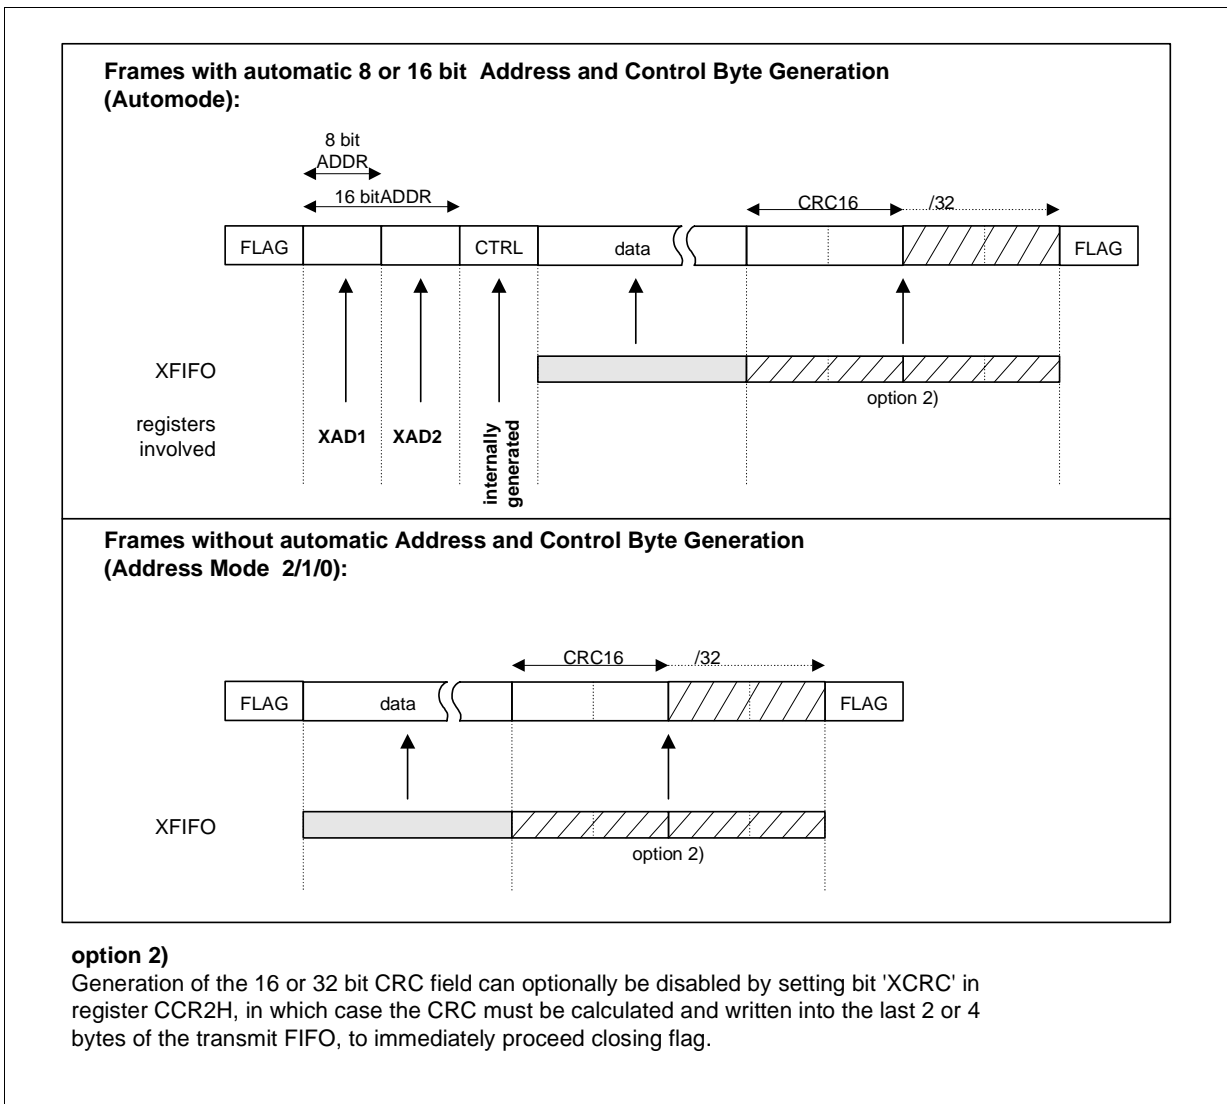 Frames with automatic 8 or 16 bit Address and Control Byte Generation
(Automode):
8 bit
ADDR
16 bitADDR
CRC16
/32
FLAG
CTRL
data
FLAG
XFIFO
option 2)
registers
involved
XAD1
XAD2
internally
generated
Frames without automatic Address and Control Byte Generation
(Address Mode 2/1/0):
CRC16
/32
FLAG
data
FLAG
XFIFO
option 2)
option 2)
Generation of the 16 or 32 bit CRC field can optionally be disabled by setting bit 'XCRC' in
register CCR2H, in which case the CRC must be calculated and written into the last 2 or 4
bytes of the transmit FIFO, to immediately proceed closing flag.